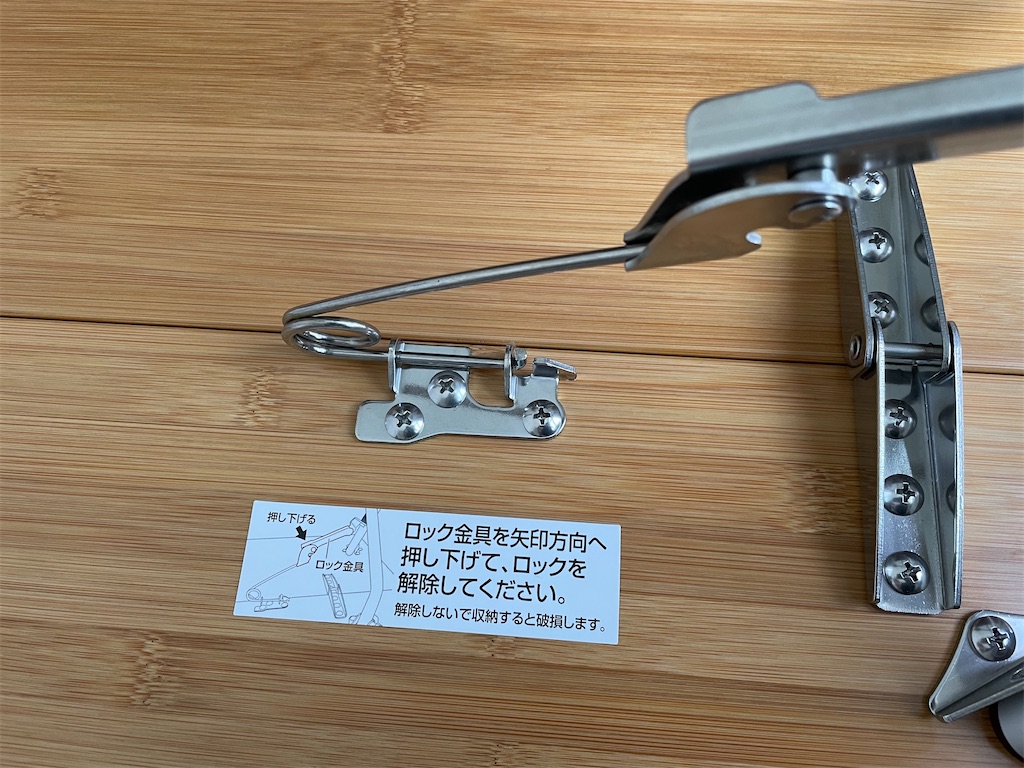 押し下げる
ロック金具
ロック金具を矢印方向へ
押し下げて、ロックを
解除してください。
解除しないで収納すると破損します。